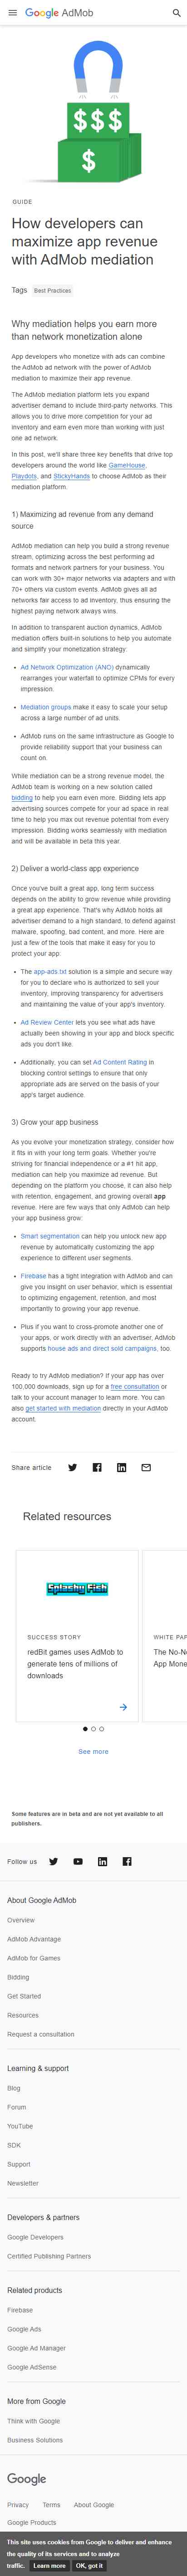 Google AdMob
$$$
$
GUIDE
How developers can
maximize app revenue
with AdMob mediation
Tags Best Practices
Why mediation helps you earn more
than network monetization alone
App developers who monetize with ads can combine
the AdMob ad network with the power of AdMob
mediation to maximize their app revenue.
The AdMob mediation platform lets you expand
advertiser demand to include third-party networks. This
allows you to drive more competition for your ad
inventory and earn even more than working with just
one ad network.
In this post, we'll share three key benefits that drive top
developers around the world like GameHouse,
Playdots, and StickyHands to choose AdMob as their
mediation platform.
1) Maximizing ad revenue from any demand
source
AdMob mediation can help you build a strong revenue
stream, optimizing across the best performing ad
formats and network partners for your business. You
can work with 30+ major networks via adapters and with
70+ others via custom events. AdMob gives all ad
networks fair access to ad inventory, thus ensuring the
highest paying network always wins.
In addition to transparent auction dynamics, AdMob
mediation offers built-in solutions to help you automate
and simplify your monetization strategy:
• Ad Network Optimization (ANO) dynamically
rearranges your waterfall to optimize CPMs for every
impression.
• Mediation groups make it easy to scale your setup
across a large number of ad units.
• AdMob runs on the same infrastructure as Google to
provide reliability support that your business can
count on.
While mediation can be a strong revenue model, the
AdMob team is working on a new solution called
bidding to help you earn even more. Bidding lets app
advertising sources compete for your ad space in real
time, so you can max out the revenue potential from every
impression. Bidding works seamlessly with mediation
and will be available in beta this year.
2) Deliver a world-class app experience
Once you've built a great app, long term success
depends on the ability to grow revenue while providing
a great app experience. That's why AdMob holds all
advertisers to a high standard, to defend against malware,
spoofing, bad content, and more. Here are
just a few of the tools that make it easier for you to
protect your app:
• The app-ads.txt solution is a simple and secure way
for you to declare who is authorized to sell your
inventory, improving transparency for advertisers
and maintaining the value of your inventory.
• Ad Review Center lets you see what ads have
actually been showing in your app and block specific
ads you don't like.
• Additionally, you can set Ad Content Rating in
blocking control settings to ensure that only
appropriate ads are served on the basis of your
app's target audience.
3) Grow your app business
As you evolve your monetization strategy, consider how
it fits in with your long term goals. Whether you're
striving for financial independence or a #1 hit app,
mediation can help you maximize ad revenue. But
depending on the platform you choose, it can also help
with retention, engagement, and growing overall app
revenue. Here are a few ways that only AdMob can help
your app business grow:
• Smart segmentation can help you unlock new app
revenue by automatically customizing the app
experience to different user segments.
• Firebase has a tight integration with AdMob and can
give you insight on user behavior, which is essential
to optimizing engagement, retention, and most
importantly to growing your app revenue.
• Plus if you want to cross-promote another one of
your apps, or work directly with an advertiser, AdMob
supports house ads and direct sold campaigns, too.
Ready to try AdMob mediation? If your app has over
100,000 downloads, sign up for a free consultation or
talk to your account manager to learn more. You can
also get started with mediation directly in your AdMob
account.
Share article
Related resources
Splashy Fish
SUCCESS STORY
redBit games uses AdMob to
generate tens of millions of
downloads
WHITE PAP
The No-No
App Mone
See more
Some features are in beta and are not yet available to all
publishers.
Follow us
About Google AdMob
Overview
AdMob Advantage
AdMob for Games
Bidding
Get Started
Resources
Request a consultation
Learning & support
Blog
Forum
YouTube
SDK
Support
Newsletter
Developers & partners
Google Developers
Certified Publishing Partners
Related products
Firebase
Google Ads
Google Ad Manager
Google AdSense
More from Google
Think with Google
Business Solutions
Google
Privacy Terms About Google
Google Products
This site uses cookies from Google to deliver and enhance
the quality of its services and to analyze
traffic. Learn more OK, got it